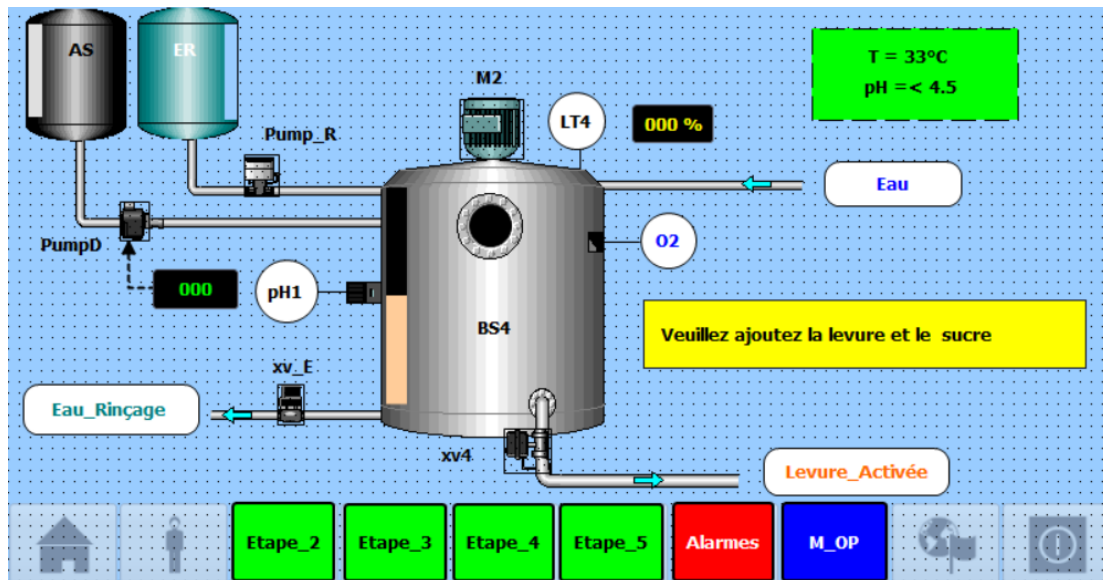 AS
ER
M2
LT4
000 %
T = 33°C
pH =< 4.5
Pump_R
Eau
PumpD
O2
000
pH1
BS4
Veuillez ajoutez la levure et le sucre
xv_E
Eau_Rinçage
xv4
Levure_Activée
Etape_2
Etape_3
Etape_4
Etape_5
Alarmes
M_OP